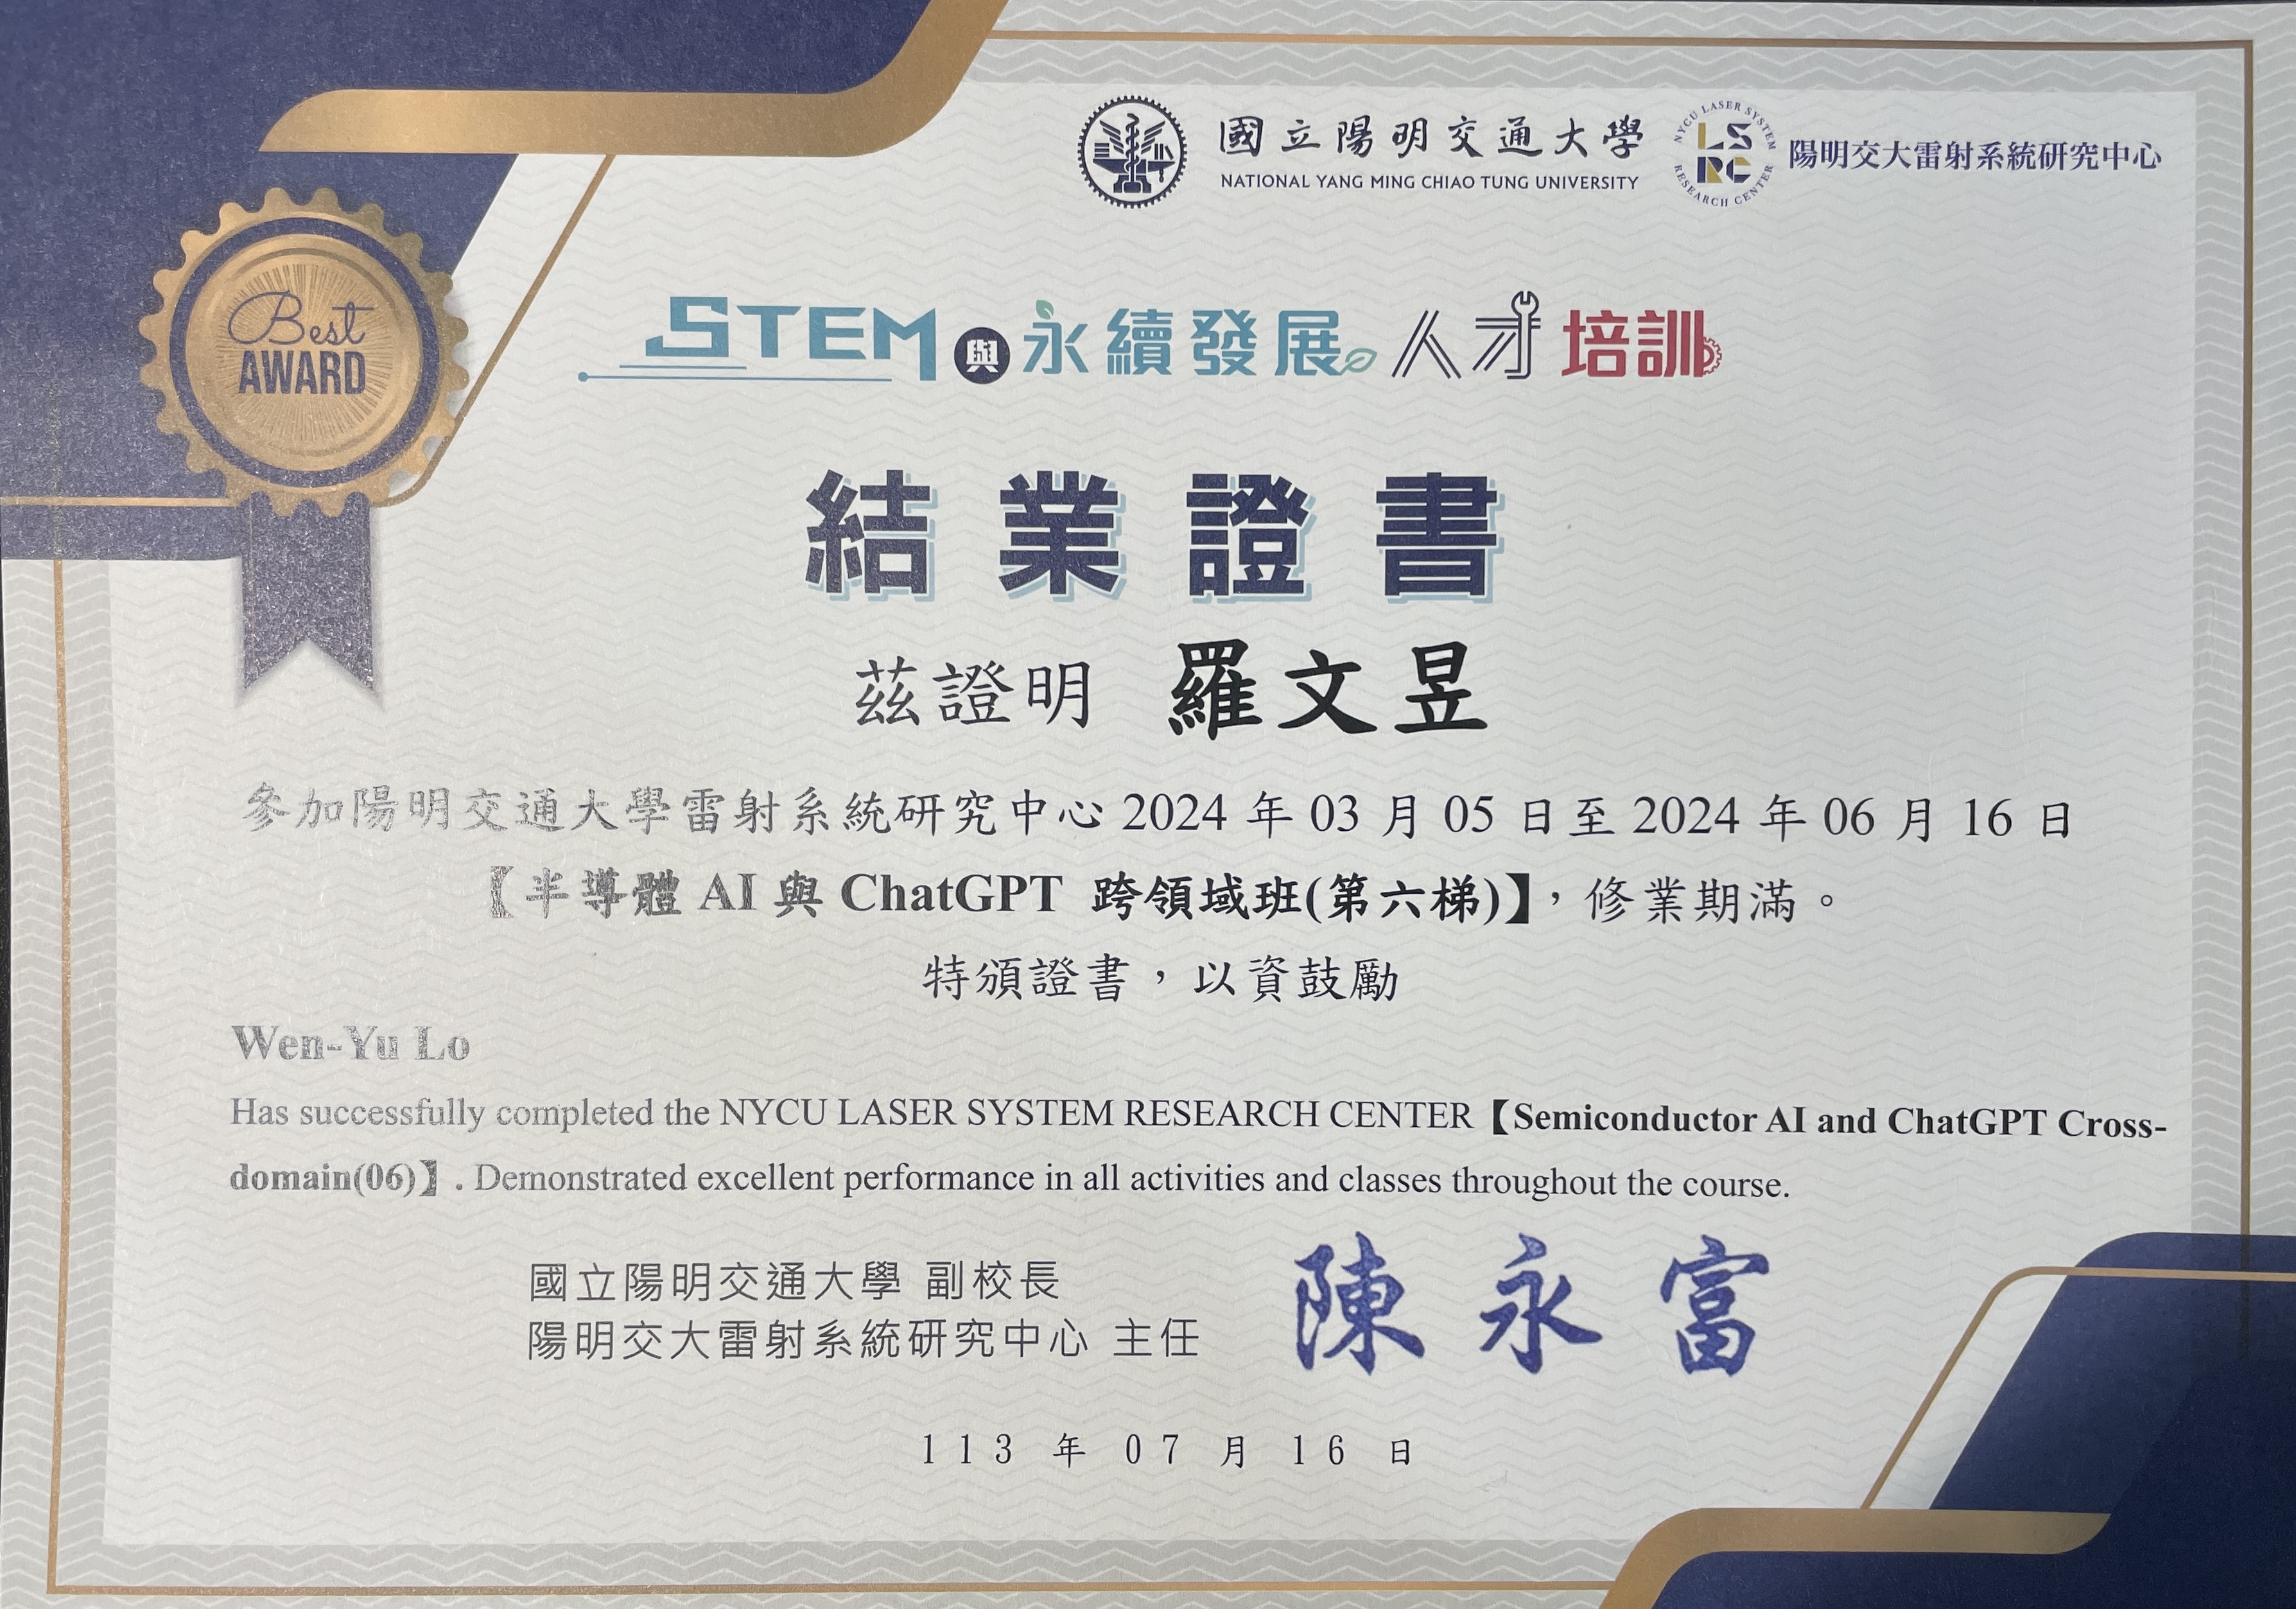 國立陽明交通大學
NATIONAL YANG MING CHIAO TUNG UNIVERSITY
NYCU LASER SYSTEM
LS
RC
RESEARCH CENTER
陽明交大雷射系統研究中心
Best
AWARD
STEM與永續發展人才培訓
結業證書
茲證明 羅文昱
參加陽明交通大學雷射系統研究中心 2024 年 03 月 05 日至 2024 年 06 月 16 日
【半導體 AI 與 ChatGPT 跨領域班(第六梯)】,修業期滿。
特頒證書,以資鼓勵
Wen-Yu Lo
Has successfully completed the NYCU LASER SYSTEM RESEARCH CENTER【Semiconductor AI and ChatGPT Cross-
domain(06)】. Demonstrated excellent performance in all activities and classes throughout the course.
國立陽明交通大學 副校長
陽明交大雷射系統研究中心 主任
陳永富
113 年 07 月 16 日